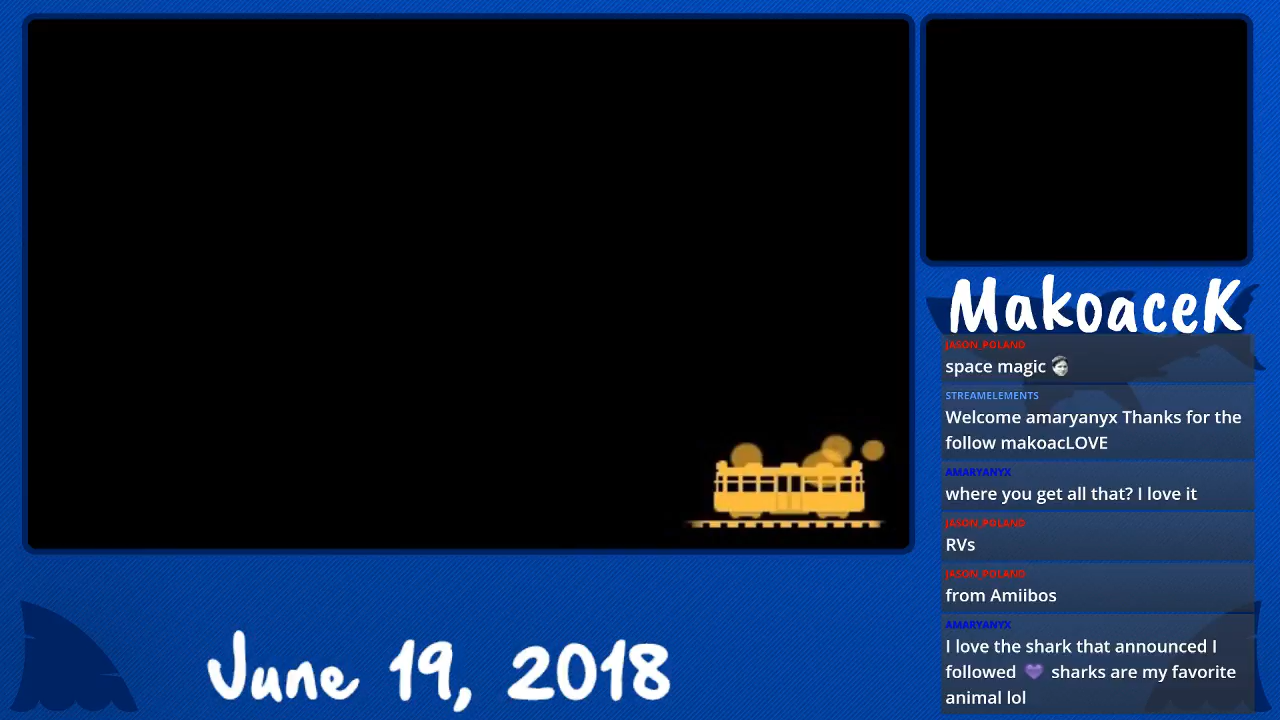 MakoaceK
JASON_POLAND
space magic
STREAMELEMENTS
Welcome amaryanyx Thanks for the
follow makoacLOVE
AMARYANYX
where you get all that? I love it
JASON_POLAND
RVs
JASON_POLAND
from Amiibos
AMARYANYX
I love the shark that announced I
followed 💜 sharks are my favorite
animal lol
June 19, 2018